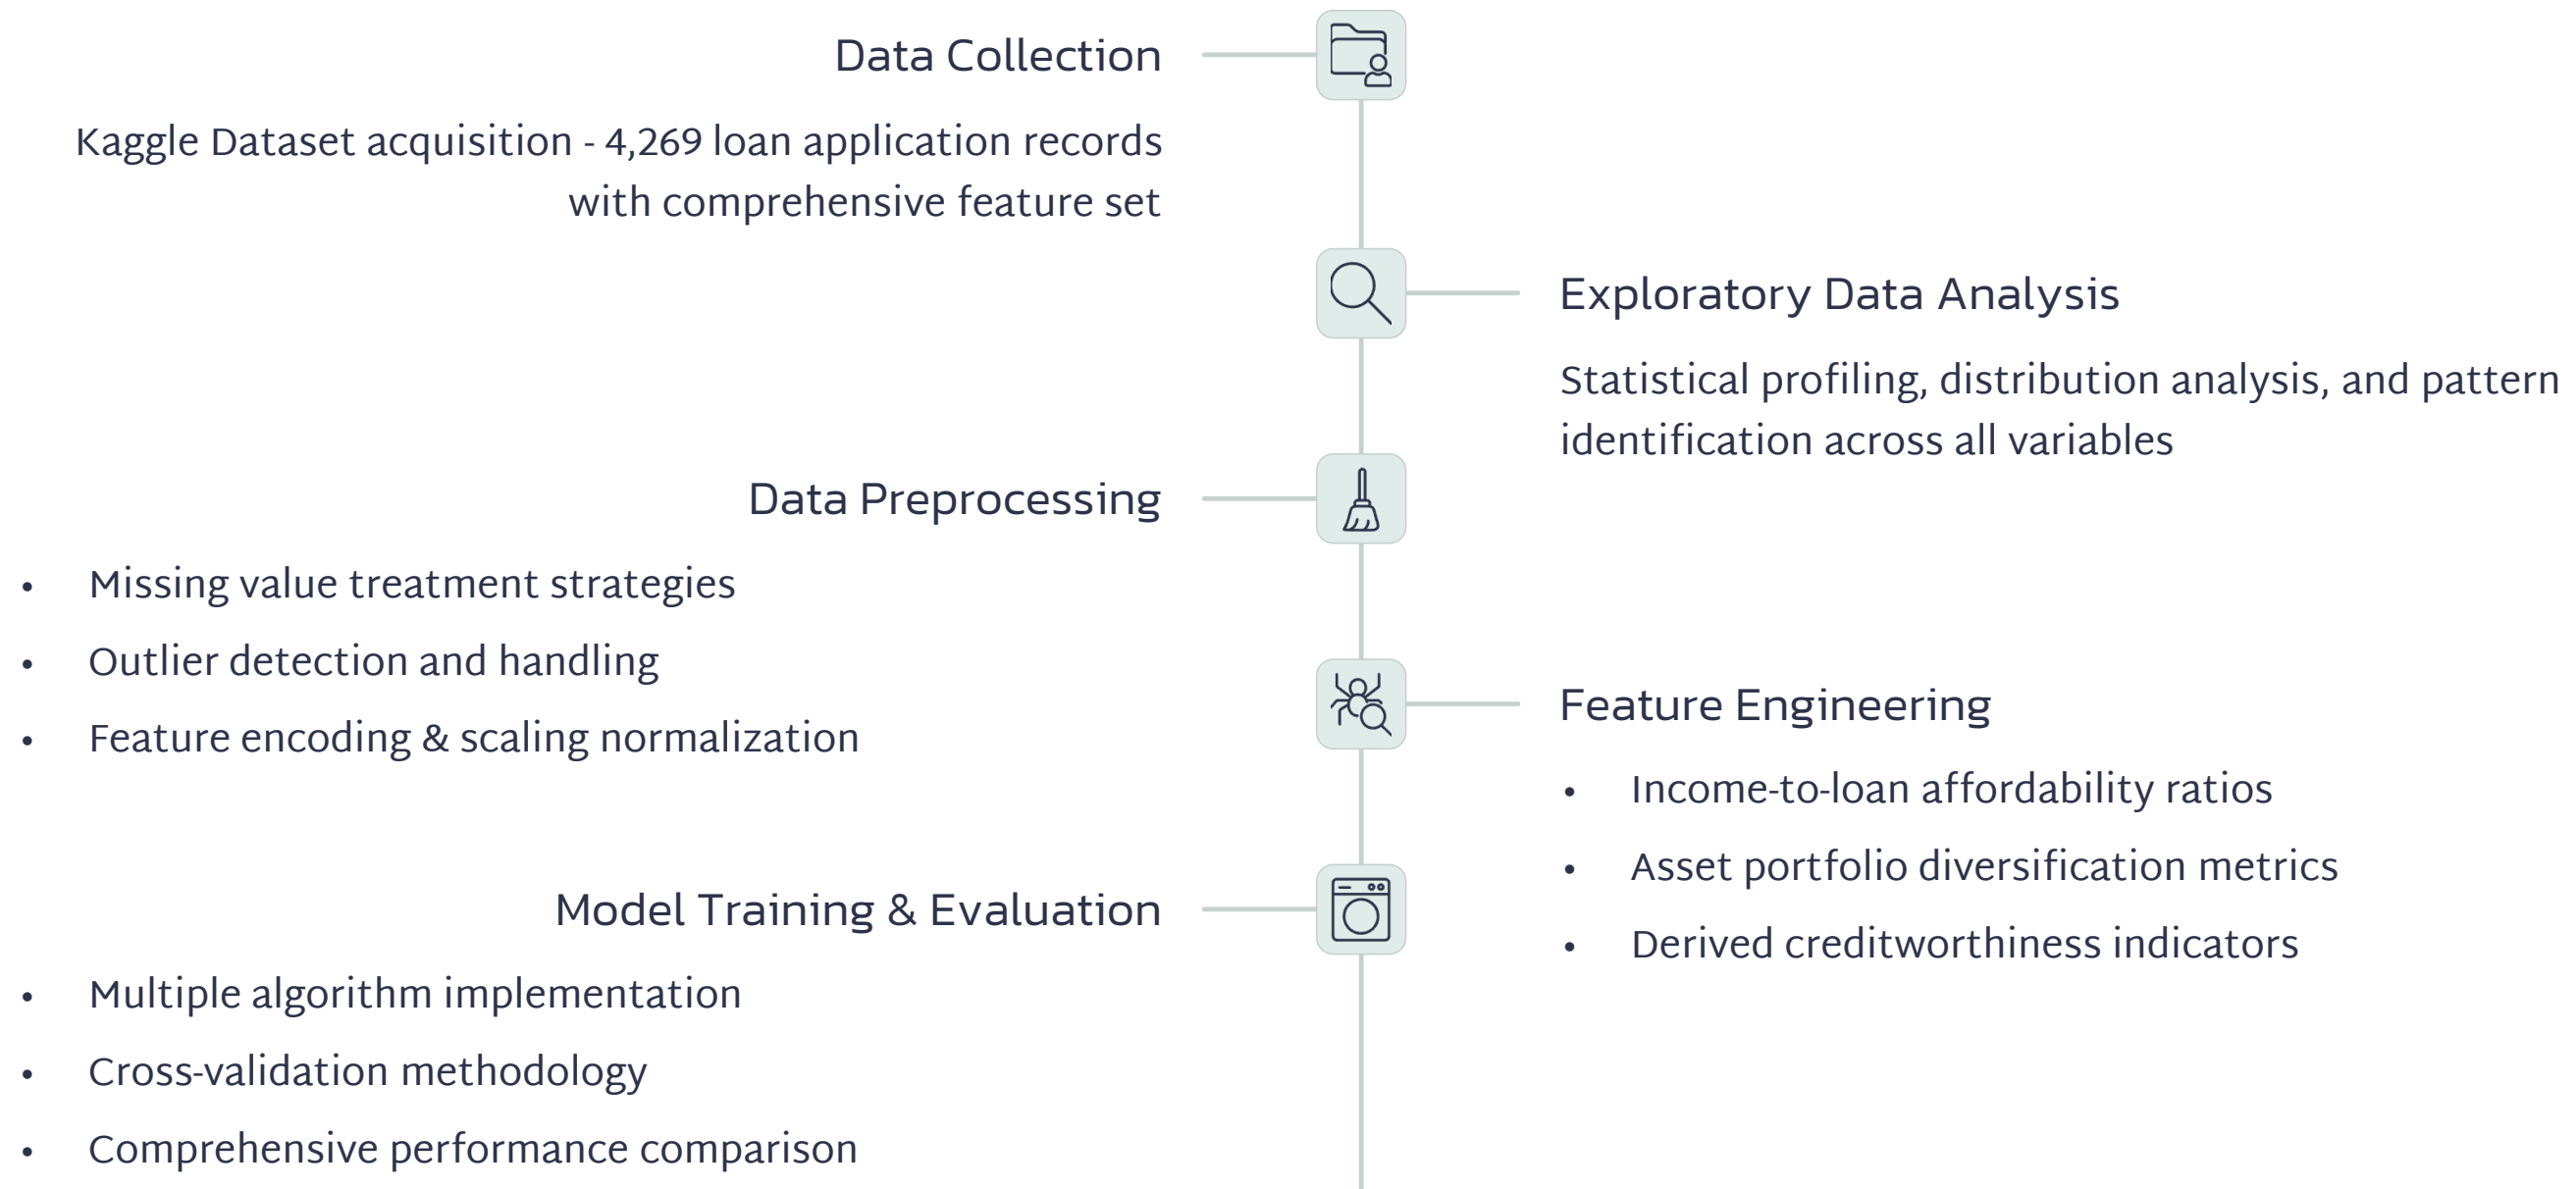 Data Collection
Kaggle Dataset acquisition - 4,269 loan application records
with comprehensive feature set
Exploratory Data Analysis
Statistical profiling, distribution analysis, and pattern
identification across all variables
Data Preprocessing
• Missing value treatment strategies
• Outlier detection and handling
• Feature encoding & scaling normalization
Feature Engineering
• Income-to-loan affordability ratios
• Asset portfolio diversification metrics
• Derived creditworthiness indicators
Model Training & Evaluation
• Multiple algorithm implementation
• Cross-validation methodology
• Comprehensive performance comparison